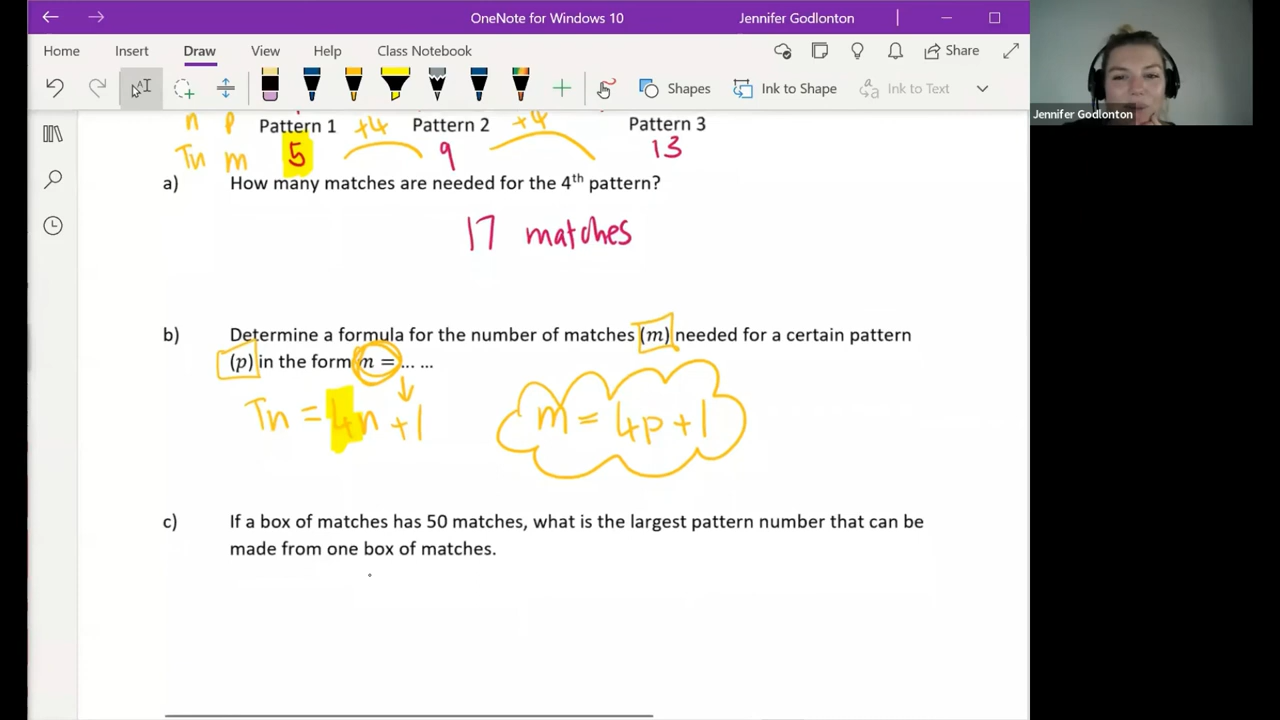 OneNote for Windows 10
Jennifer Godlonton
Home Insert Draw View Help Class Notebook
Share
Shapes
Ink to Shape
Ink to Text
Jennifer Godlonton
n p Pattern 1 +4 Pattern 2 +4 Pattern 3
Tn m 5 9 13
a) How many matches are needed for the 4th pattern?
17 matches
b) Determine a formula for the number of matches (m) needed for a certain pattern
(p) in the form m = ... ...
Tn = 4n + 1 m = 4p + 1
c) If a box of matches has 50 matches, what is the largest pattern number that can be
made from one box of matches.